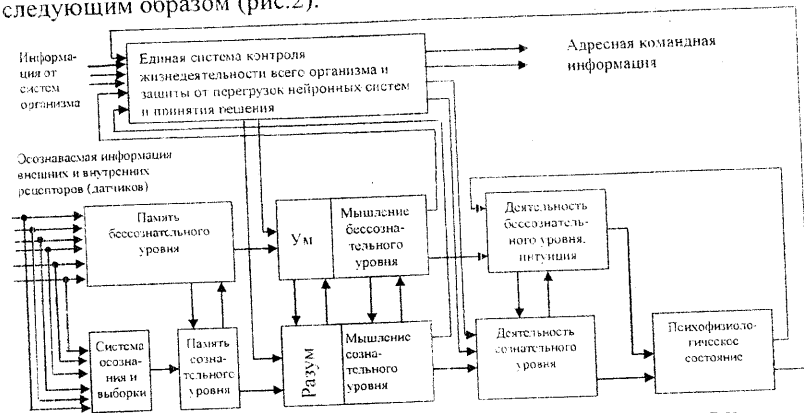 следующим образом (рис.2).
Информа-
ция от
систем
организма
Единая система контроля
жизнедеятельности всего организма и
защиты от перегрузок нейронных систем
и принятия решения
Адресная командная
информация
Осознаваемая информация
внешних и внутренних
рецепторов (датчиков)
Память
бессознательного
уровня
Ум
Мышление
бессозна-
тельного
уровня
Деятельность
бессознатель-
ного уровня,
интуиция
Система
осозна-
ния и
выборки
Память
созна-
тельного
уровня
Разум
Мышление
созна-
тельного
уровня
Деятельность
сознательного
уровня
Психофизиоло-
гическое
состояние